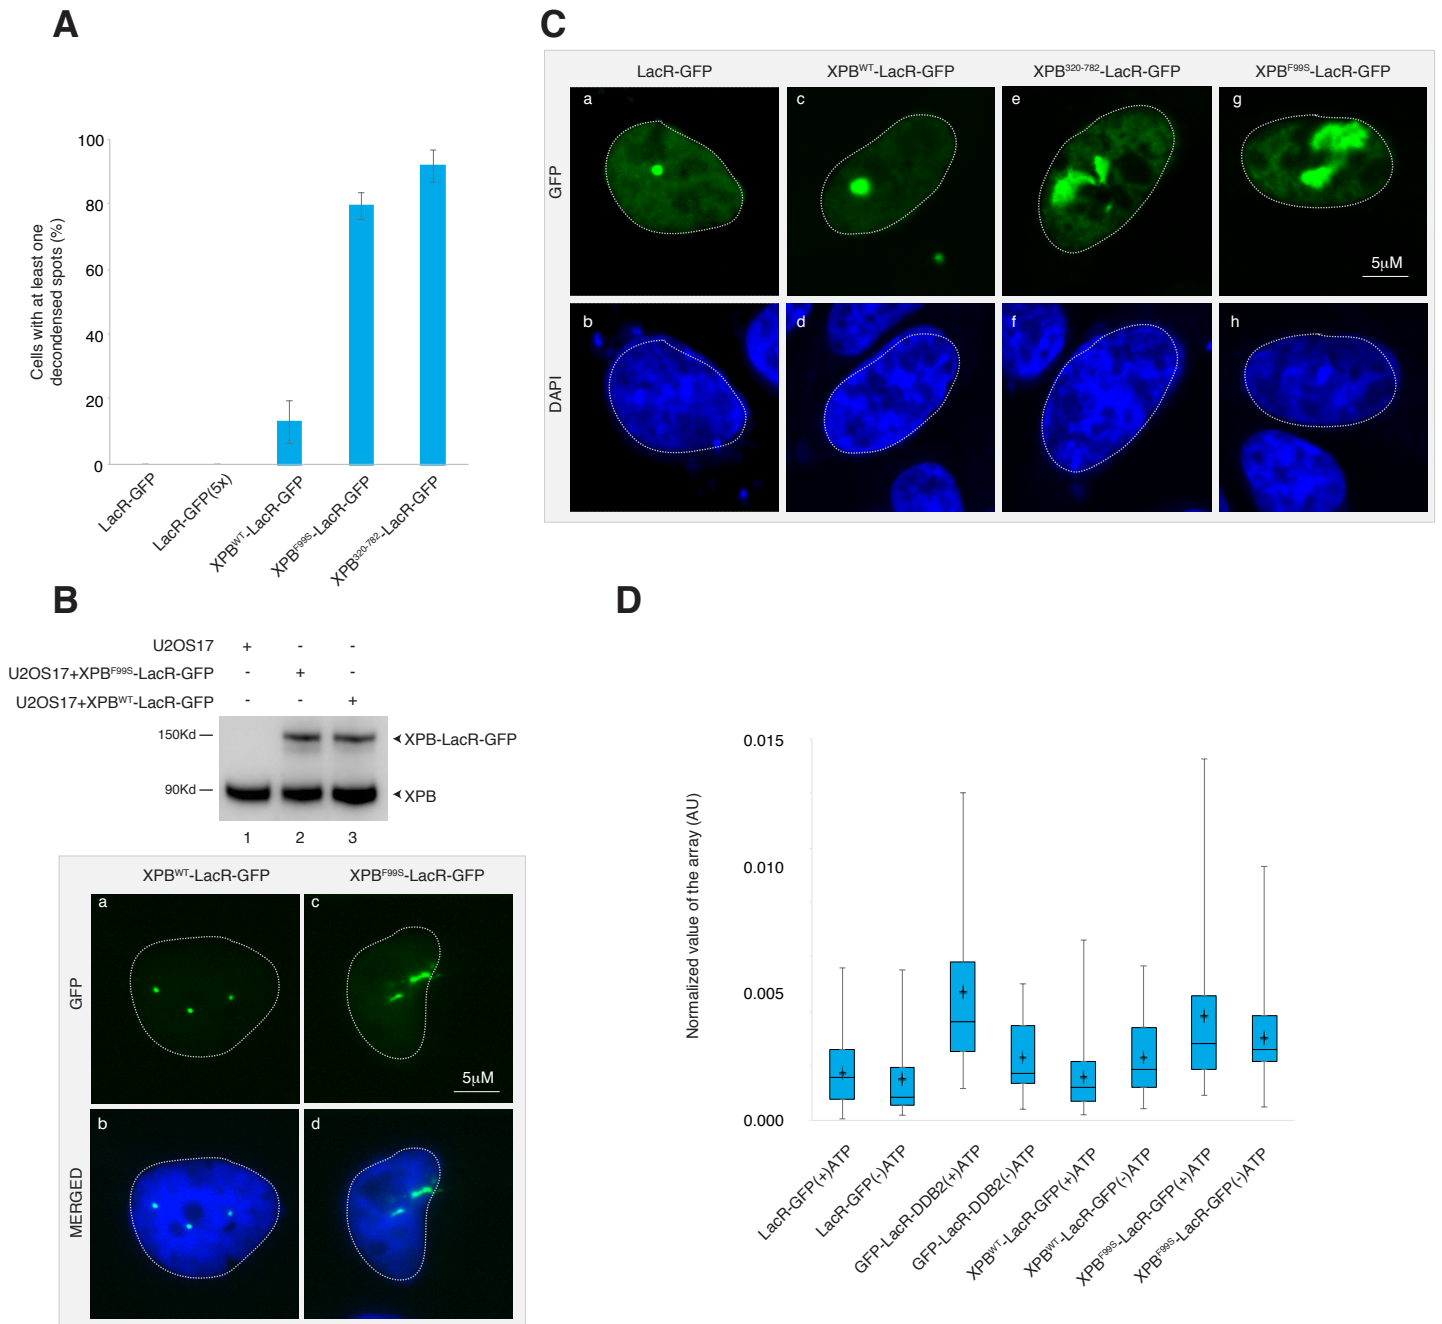 A
100
80
60
40
20
0
Cells with at least one
decondensed spots (%)
LacR-GFP
LacR-GFP(5x)
XPBWT-LacR-GFP
XPBF99S-LacR-GFP
XPB320-782-LacR-GFP
C
LacR-GFP
XPBWT-LacR-GFP
XPB320-782-LacR-GFP
XPBF99S-LacR-GFP
GFP
a
c
e
g
5µM
DAPI
b
d
f
h
B
U2OS17 + - -
U2OS17+XPBF99S-LacR-GFP - + -
U2OS17+XPBWT-LacR-GFP - - +
150Kd
XPB-LacR-GFP
90Kd
XPB
1 2 3
XPBWT-LacR-GFP
XPBF99S-LacR-GFP
GFP
a
c
5µM
MERGED
b
d
D
0.015
0.010
0.005
0.000
Normalized value of the array (AU)
LacR-GFP(+)ATP
LacR-GFP(-)ATP
GFP-LacR-DDB2(+)ATP
GFP-LacR-DDB2(-)ATP
XPBWT-LacR-GFP(+)ATP
XPBWT-LacR-GFP(-)ATP
XPBF99S-LacR-GFP(+)ATP
XPBF99S-LacR-GFP(-)ATP